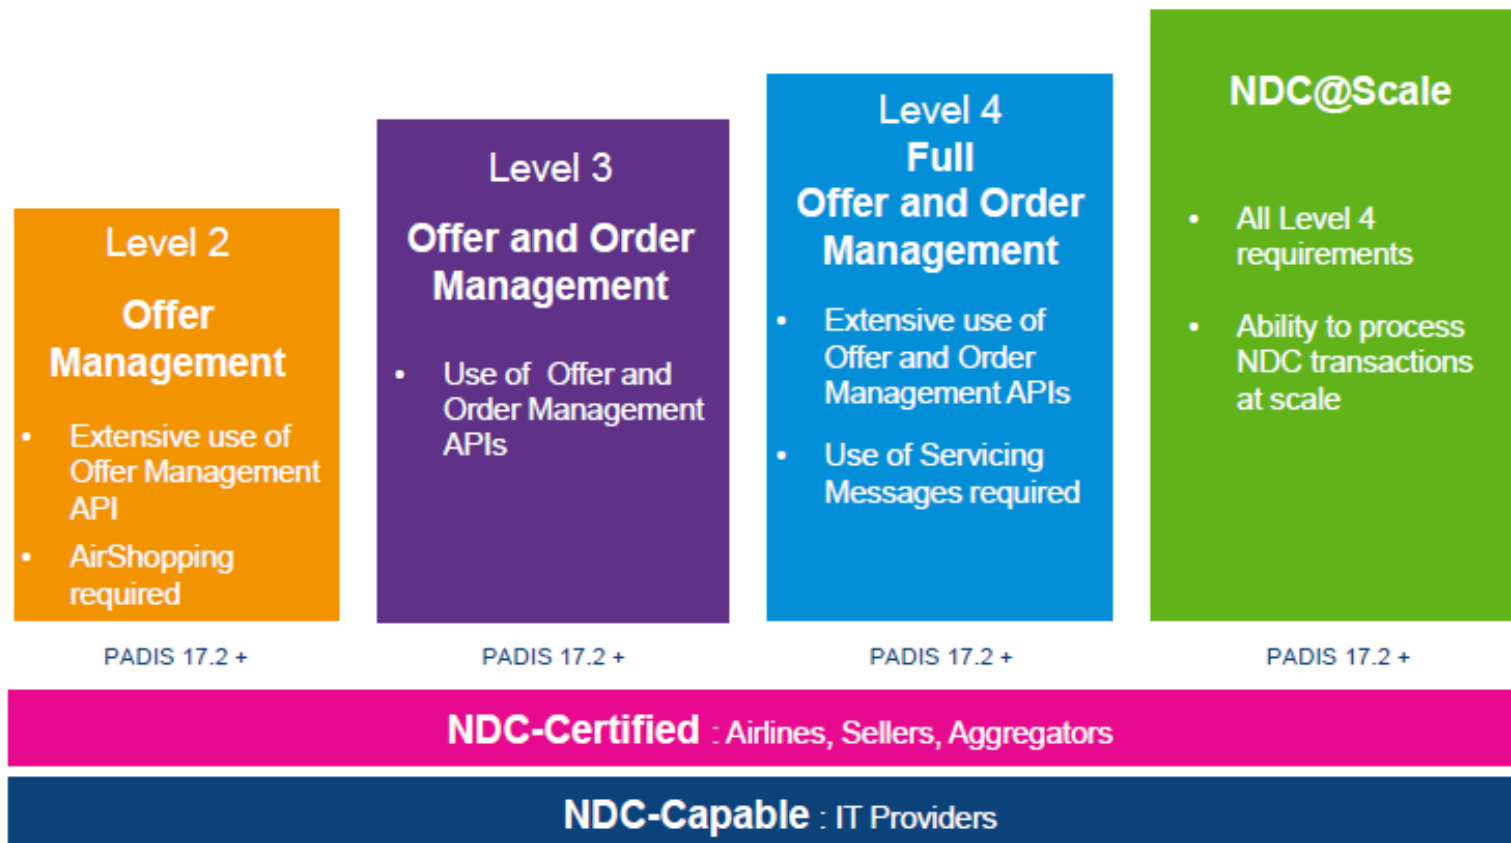 Level 2
Offer
Management
• Extensive use of
Offer Management
API
• AirShopping
required
PADIS 17.2 +
Level 3
Offer and Order
Management
• Use of Offer and
Order Management
APIs
PADIS 17.2 +
Level 4
Full
Offer and Order
Management
• Extensive use of
Offer and Order
Management APIs
• Use of Servicing
Messages required
PADIS 17.2 +
NDC@Scale
• All Level 4
requirements
• Ability to process
NDC transactions
at scale
PADIS 17.2 +
NDC-Certified : Airlines, Sellers, Aggregators
NDC-Capable : IT Providers